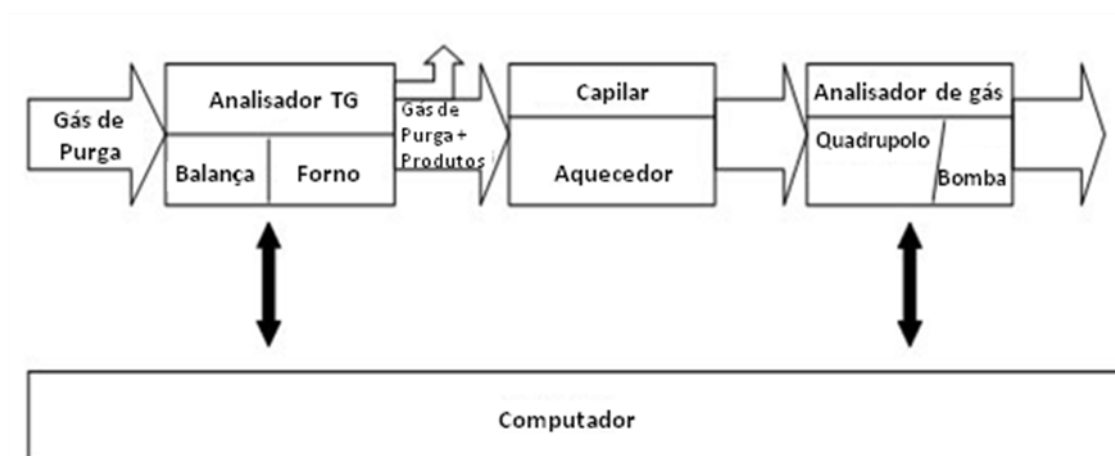 Gás de
Purga
Analisador TG
Balança
Forno
Gás de
Purga +
Produtos
Capilar
Aquecedor
Analisador de gás
Quadrupolo
Bomba
Computador